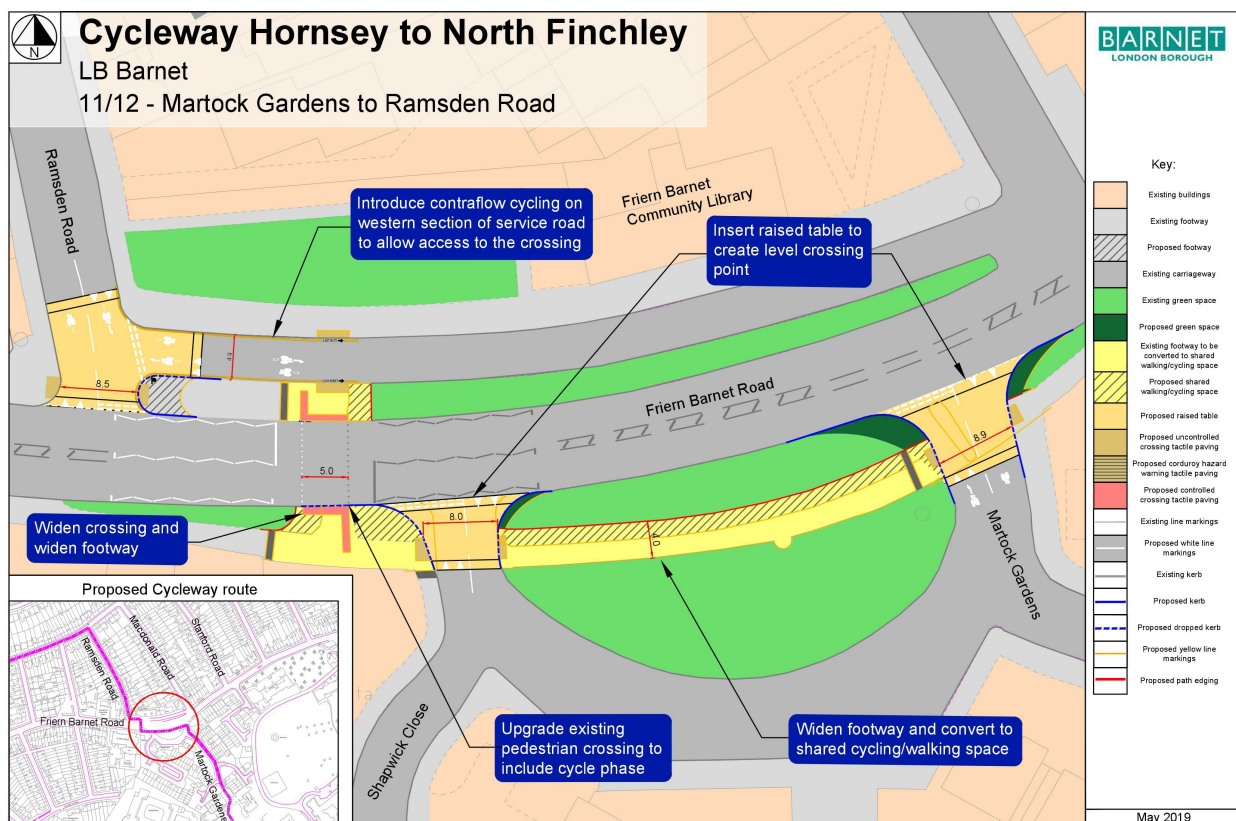 N
Cycleway Hornsey to North Finchley
LB Barnet
11/12 - Martock Gardens to Ramsden Road
BARNET
LONDON BOROUGH
Ramsden Road
Introduce contraflow cycling on
western section of service road
to allow access to the crossing
Friern Barnet
Community Library
Insert raised table to
create level crossing
point
4.9
8.5
Friern Barnet Road
8.9
5.0
8.0
4.0
Widen crossing and
widen footway
Martock Gardens
Shapwick Close
Upgrade existing
pedestrian crossing to
include cycle phase
Widen footway and convert to
shared cycling/walking space
Proposed Cycleway route
Ramsden Road
Macdonald Road
Stanford Road
Friern Barnet Road
Martock Gardens
Key:
Existing buildings
Existing footway
Proposed footway
Existing carriageway
Existing green space
Proposed green space
Existing footway to be
converted to shared
walking/cycling space
Proposed shared
walking/cycling space
Proposed raised table
Proposed uncontrolled
crossing tactile paving
Proposed corduroy hazard
warning tactile paving
Proposed controlled
crossing tactile paving
Existing line markings
Proposed white line
markings
Existing kerb
Proposed kerb
Proposed dropped kerb
Proposed yellow line
markings
Proposed path edging
May 2019